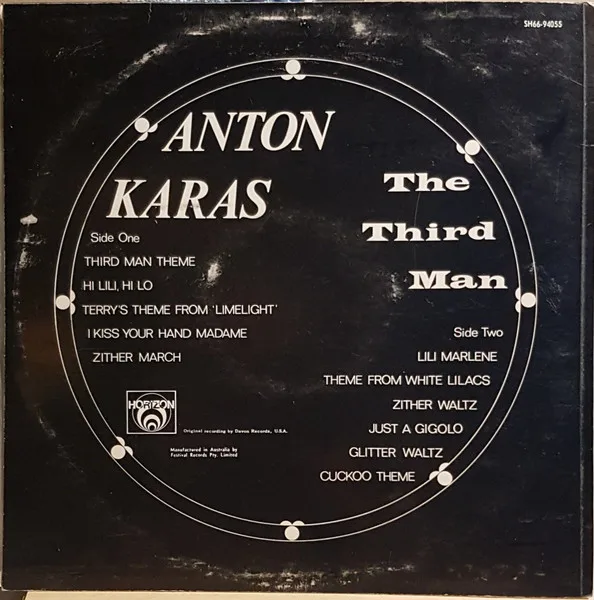 SH66-94055
ANTON
KARAS
The
Third
Man
Side One
THIRD MAN THEME
HI LILI, HI LO
TERRY'S THEME FROM 'LIMELIGHT'
I KISS YOUR HAND MADAME
ZITHER MARCH
Side Two
LILI MARLENE
THEME FROM WHITE LILACS
ZITHER WALTZ
JUST A GIGOLO
GLITTER WALTZ
CUCKOO THEME
HORIZON
Original recording by Devon Records, U.S.A.
Manufactured in Australia by
Festival Records Pty. Limited